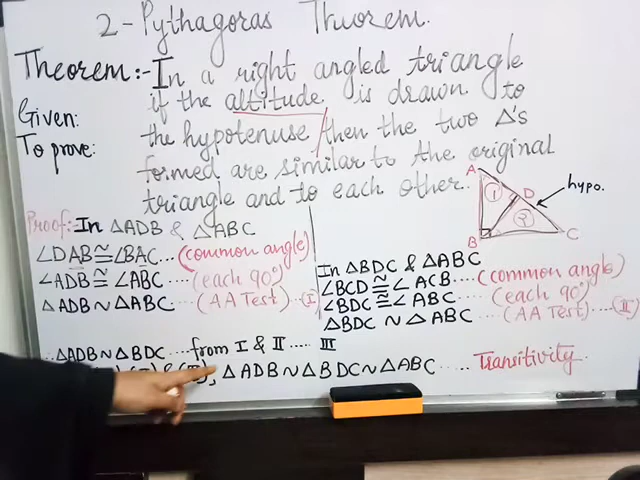 2 - Pythagoras Theorem.
Theorem:- In a right angled triangle
if the altitude is drawn to
Given:
the hypotenuse then the two Δ's
To prove:
formed are similar to the original
triangle and to each other.
A
D
hypo.
1
2
B
C
Proof: In ΔADB & ΔABC
∠DAB ≅ ∠BAC...(common angle)
∠ADB ≅ ∠ABC....(each 90°)
ΔADB ~ ΔABC....(AA Test)...I
In ΔBDC & ΔABC
∠BCD ≅ ∠ACB...(common angle)
∠BDC ≅ ∠ABC....(each 90°)
ΔBDC ~ ΔABC....(AA Test)....II
∴ ΔADB ~ ΔBDC....from I & II..... III
ΔADB ~ ΔBDC ~ ΔABC ..... Transitivity.